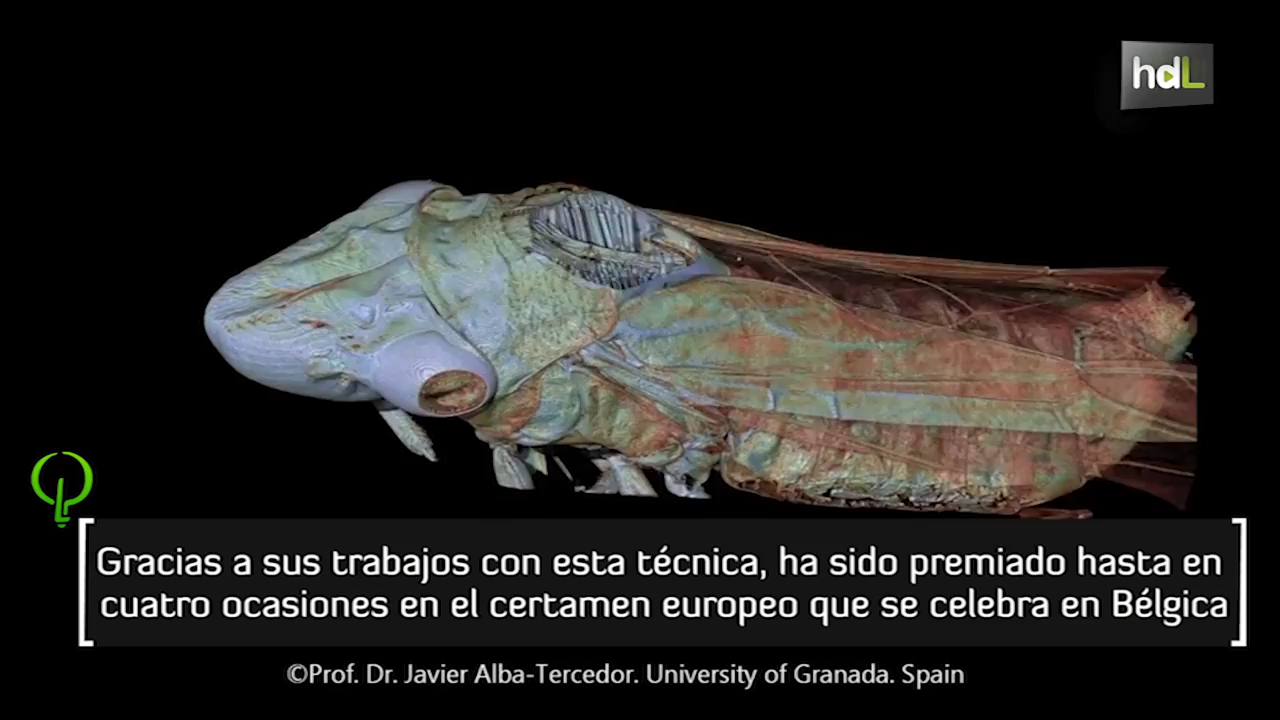 hdL
Gracias a sus trabajos con esta técnica, ha sido premiado hasta en
cuatro ocasiones en el certamen europeo que se celebra en Bélgica
©Prof. Dr. Javier Alba-Tercedor. University of Granada. Spain